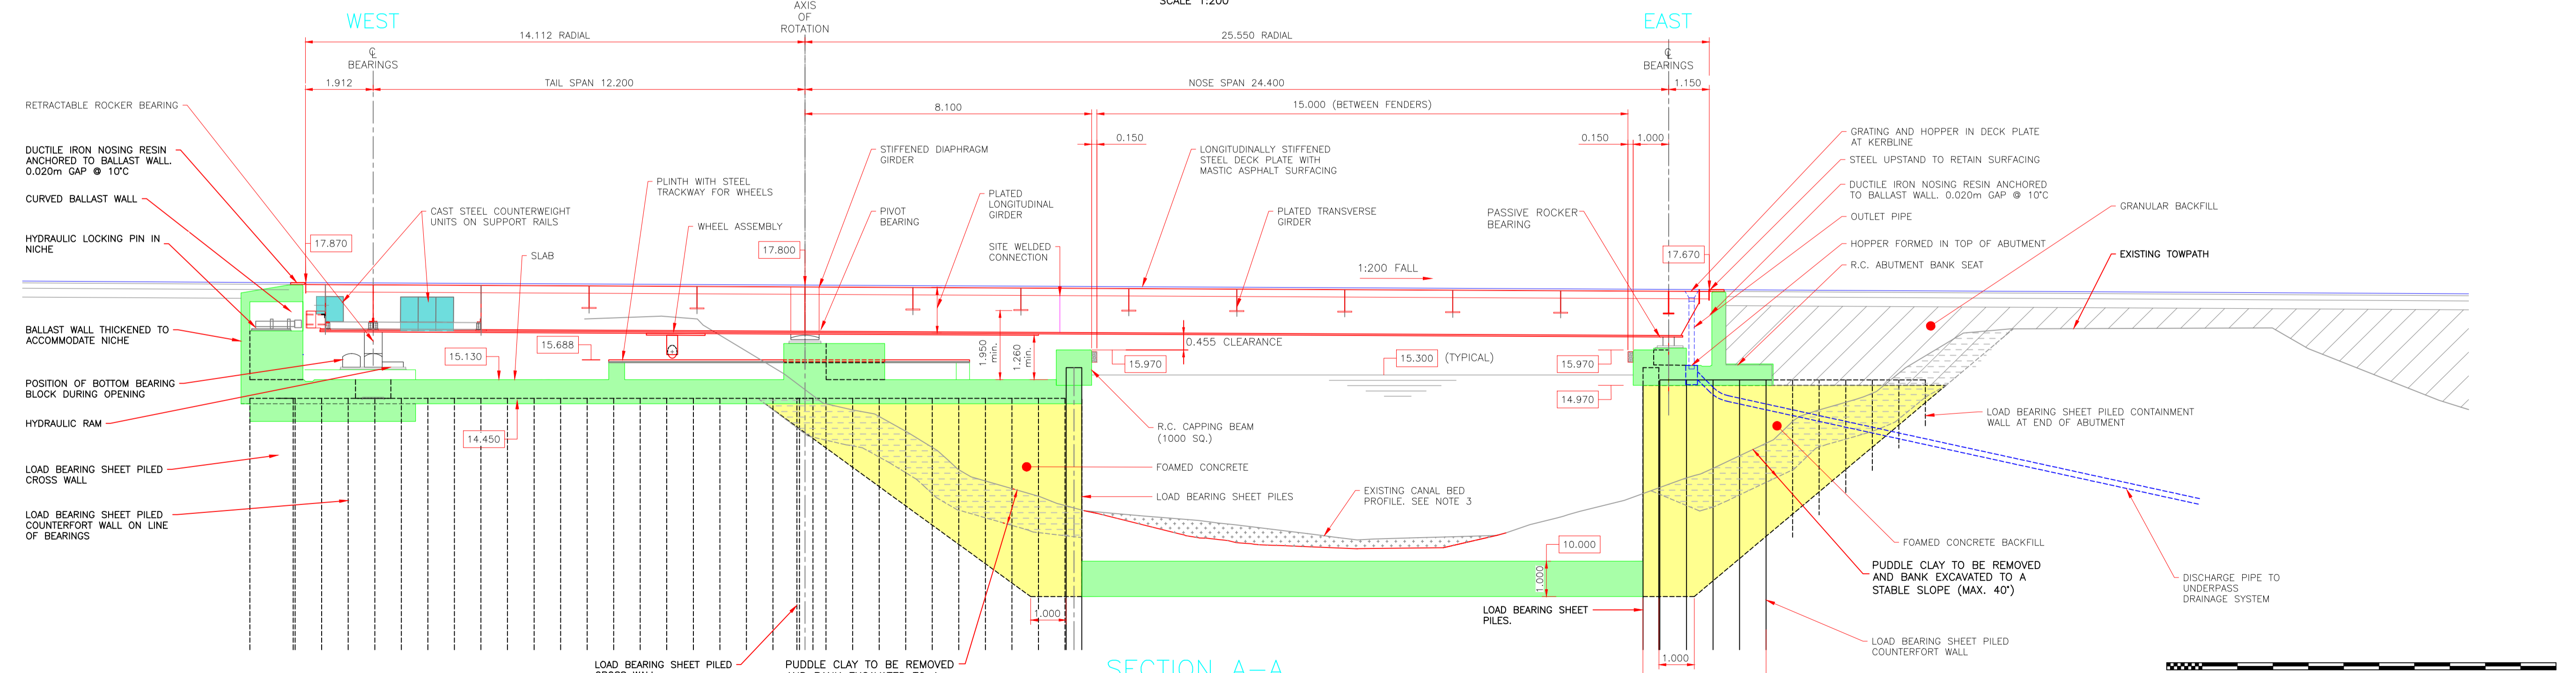 SCALE 1:200
WEST
AXIS
OF
ROTATION
EAST
14.112 RADIAL
25.550 RADIAL
℄
BEARINGS
℄
BEARINGS
1.912
TAIL SPAN 12.200
NOSE SPAN 24.400
1.150
8.100
15.000 (BETWEEN FENDERS)
0.150
0.150
1.000
RETRACTABLE ROCKER BEARING
DUCTILE IRON NOSING RESIN
ANCHORED TO BALLAST WALL.
0.020m GAP @ 10°C
CURVED BALLAST WALL
HYDRAULIC LOCKING PIN IN
NICHE
BALLAST WALL THICKENED TO
ACCOMMODATE NICHE
POSITION OF BOTTOM BEARING
BLOCK DURING OPENING
HYDRAULIC RAM
LOAD BEARING SHEET PILED
CROSS WALL
LOAD BEARING SHEET PILED
COUNTERFORT WALL ON LINE
OF BEARINGS
17.870
CAST STEEL COUNTERWEIGHT
UNITS ON SUPPORT RAILS
SLAB
PLINTH WITH STEEL
TRACKWAY FOR WHEELS
WHEEL ASSEMBLY
17.800
STIFFENED DIAPHRAGM
GIRDER
PIVOT
BEARING
PLATED
LONGITUDINAL
GIRDER
SITE WELDED
CONNECTION
LONGITUDINALLY STIFFENED
STEEL DECK PLATE WITH
MASTIC ASPHALT SURFACING
PLATED TRANSVERSE
GIRDER
1:200 FALL
PASSIVE ROCKER
BEARING
17.670
GRATING AND HOPPER IN DECK PLATE
AT KERBLINE
STEEL UPSTAND TO RETAIN SURFACING
DUCTILE IRON NOSING RESIN ANCHORED
TO BALLAST WALL. 0.020m GAP @ 10°C
OUTLET PIPE
HOPPER FORMED IN TOP OF ABUTMENT
R.C. ABUTMENT BANK SEAT
GRANULAR BACKFILL
EXISTING TOWPATH
15.130
15.688
1.950
min.
1.260
min.
0.455 CLEARANCE
15.970
15.300
(TYPICAL)
15.970
14.970
14.450
R.C. CAPPING BEAM
(1000 SQ.)
FOAMED CONCRETE
LOAD BEARING SHEET PILES
EXISTING CANAL BED
PROFILE. SEE NOTE 3
10.000
1.000
1.000
LOAD BEARING SHEET
PILES.
1.000
LOAD BEARING SHEET PILED CONTAINMENT
WALL AT END OF ABUTMENT
FOAMED CONCRETE BACKFILL
PUDDLE CLAY TO BE REMOVED
AND BANK EXCAVATED TO A
STABLE SLOPE (MAX. 40°)
DISCHARGE PIPE TO
UNDERPASS
DRAINAGE SYSTEM
LOAD BEARING SHEET PILED
COUNTERFORT WALL
LOAD BEARING SHEET PILED
CROSS WALL
PUDDLE CLAY TO BE REMOVED
AND BANK EXCAVATED TO A
SECTION A-A